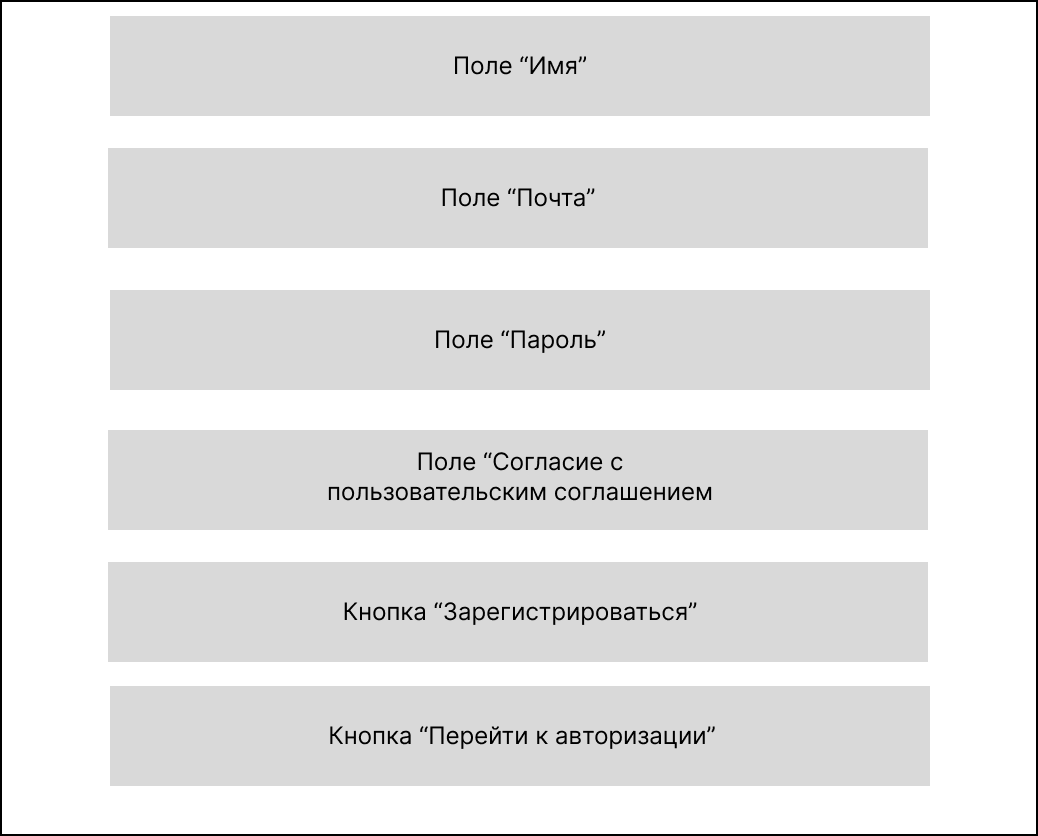 Поле “Имя”
Поле “Почта”
Поле “Пароль”
Поле “Согласие с
пользовательским соглашением
Кнопка “Зарегистрироваться”
Кнопка “Перейти к авторизации”